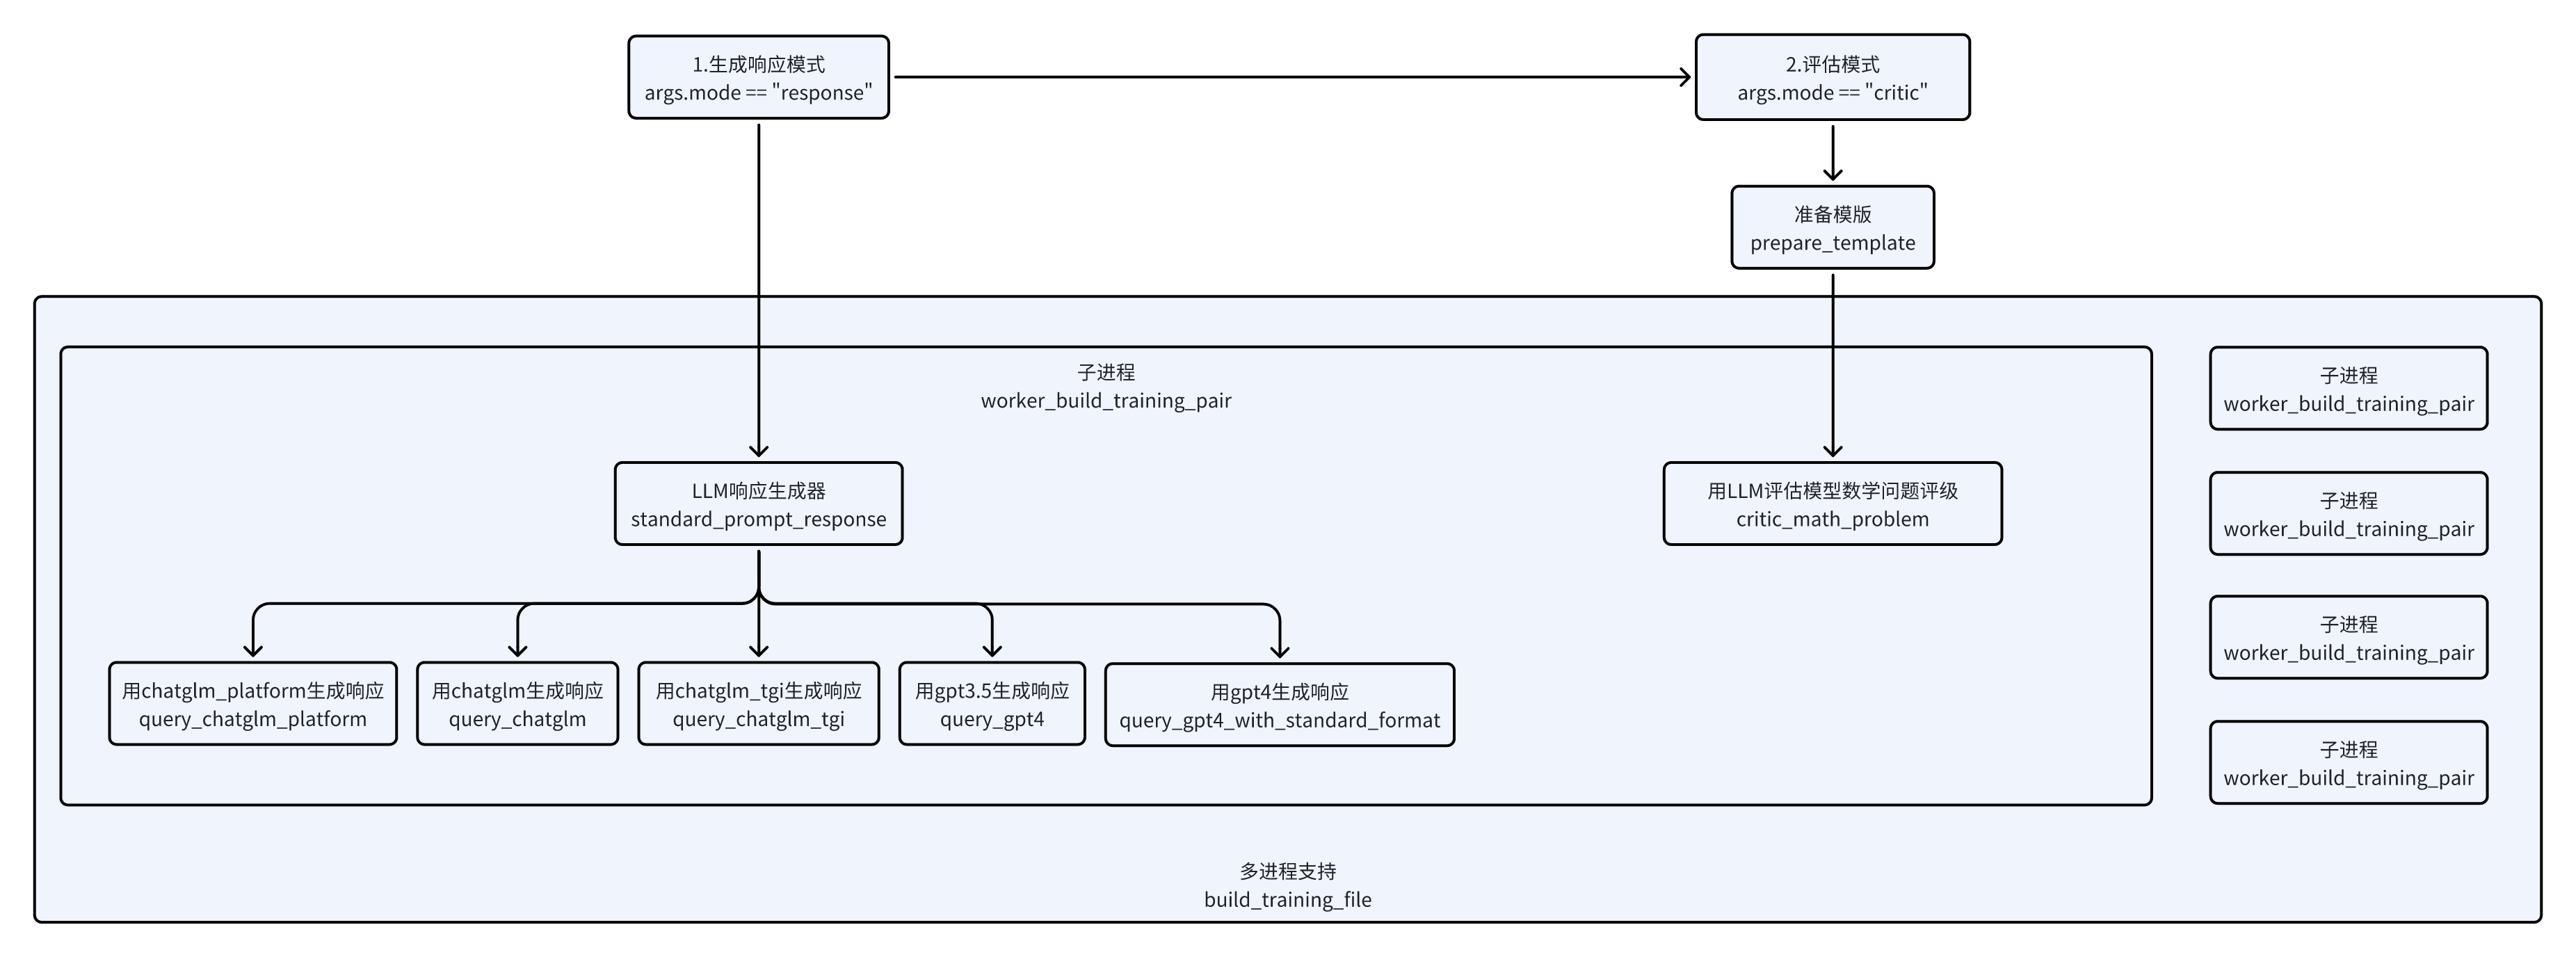 1.生成响应模式
args.mode == "response"
2.评估模式
args.mode == "critic"
准备模版
prepare_template
子进程
worker_build_training_pair
LLM响应生成器
standard_prompt_response
用LLM评估模型数学问题评级
critic_math_problem
用chatglm_platform生成响应
query_chatglm_platform
用chatglm生成响应
query_chatglm
用chatglm_tgi生成响应
query_chatglm_tgi
用gpt3.5生成响应
query_gpt4
用gpt4生成响应
query_gpt4_with_standard_format
子进程
worker_build_training_pair
子进程
worker_build_training_pair
子进程
worker_build_training_pair
子进程
worker_build_training_pair
多进程支持
build_training_file